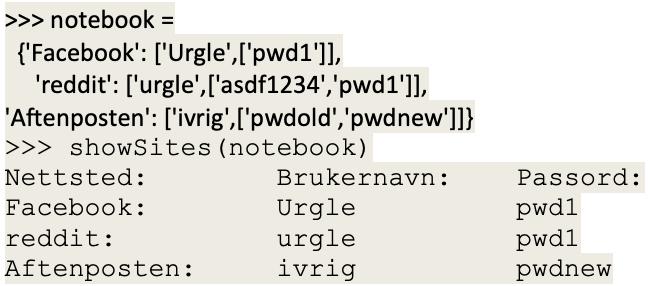 >>> notebook =
{'Facebook': ['Urgle',['pwd1']],
'reddit': ['urgle',['asdf1234','pwd1']],
'Aftenposten': ['ivrig',['pwdold','pwdnew']]}
>>> showSites(notebook)
Nettsted: Brukernavn: Passord:
Facebook: Urgle pwd1
reddit: urgle pwd1
Aftenposten: ivrig pwdnew